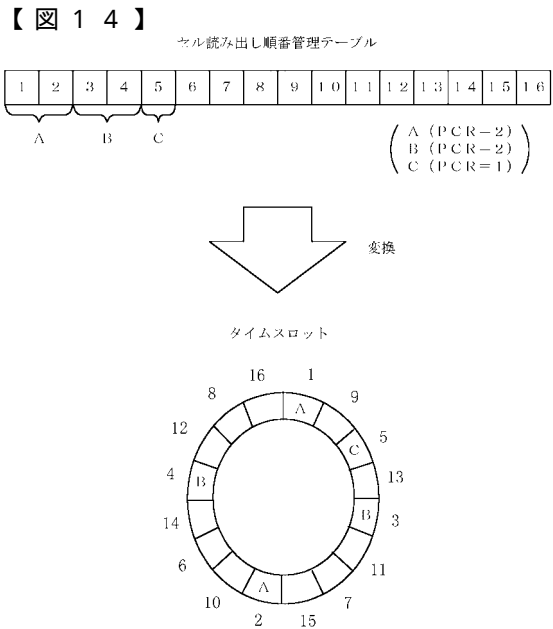 【図１４】
セル読み出し順番管理テーブル
1 2 3 4 5 6 7 8 9 10 11 12 13 14 15 16
A B C
A (PCR=2)
B (PCR=2)
C (PCR=1)
変換
タイムスロット
16 1
8 9
12 A 5
C
4 13
B B
14 3
6 11
10 A 7
2 15